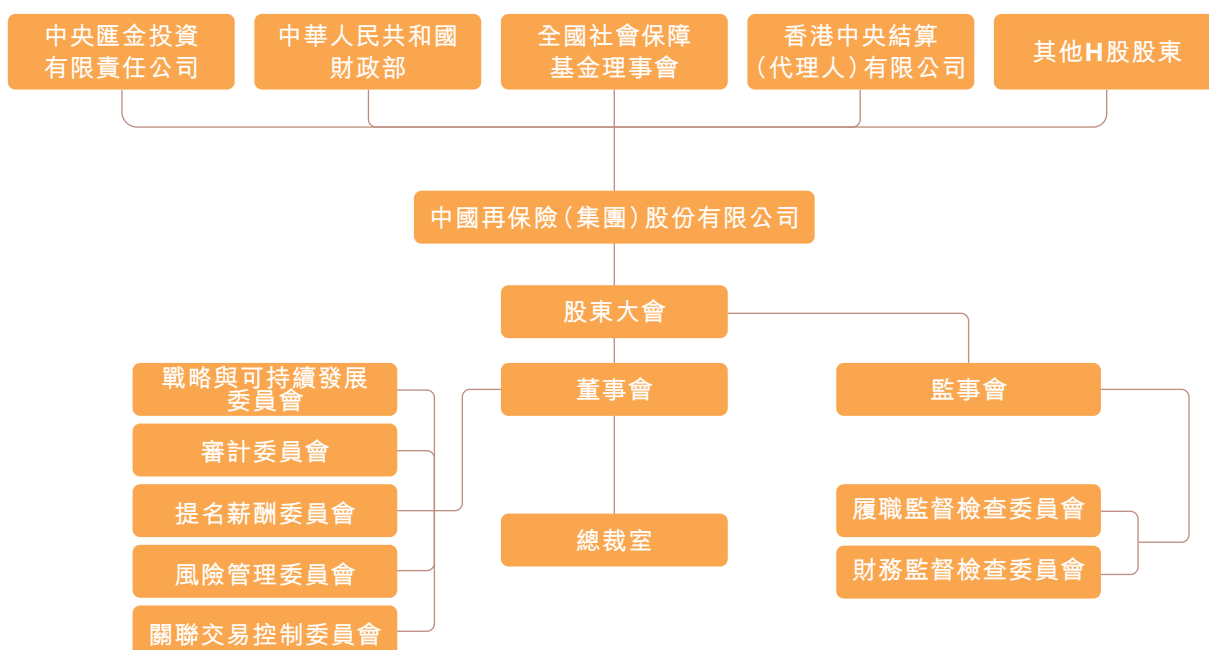 中央匯金投資
有限責任公司
中華人民共和國
財政部
全國社會保障
基金理事會
香港中央結算
（代理人）有限公司
其他H股股東
中國再保險（集團）股份有限公司
股東大會
戰略與可持續發展
委員會
董事會
監事會
審計委員會
提名薪酬委員會
履職監督檢查委員會
總裁室
風險管理委員會
財務監督檢查委員會
關聯交易控制委員會